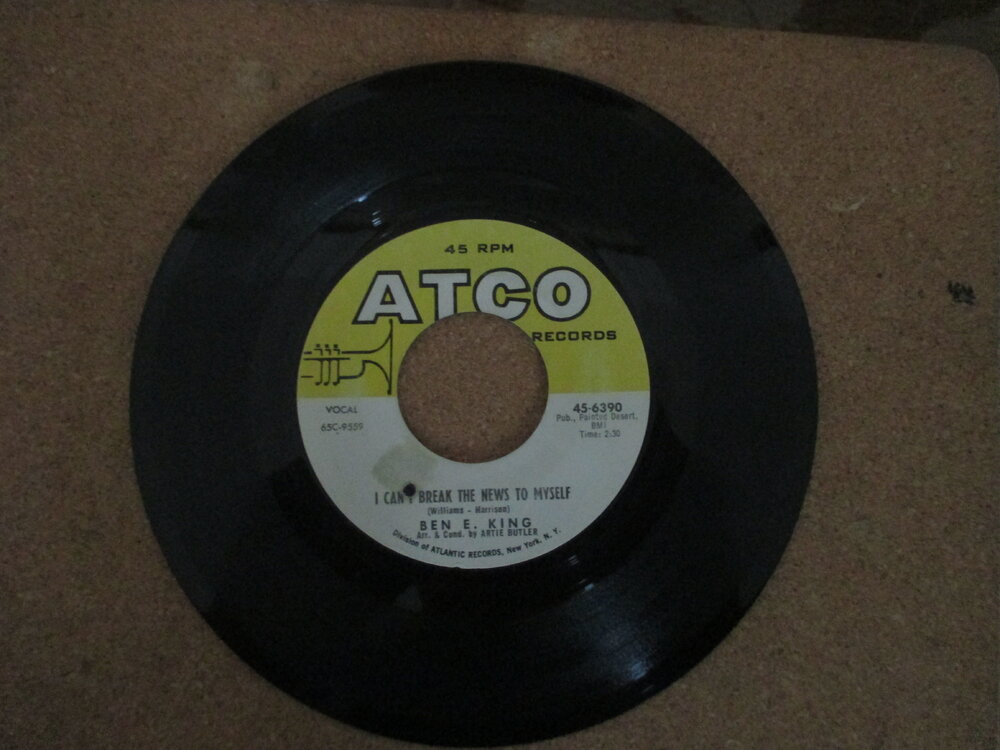 45 RPM
ATCO
RECORDS
VOCAL
65C-9559
45-6390
Pub., Painted Desert,
BMI
Time: 2:30
I CAN'T BREAK THE NEWS TO MYSELF
(Williams - Harrison)
BEN E. KING
Arr. & Cond. by ARTIE BUTLER
Division of ATLANTIC RECORDS, New York, N. Y.